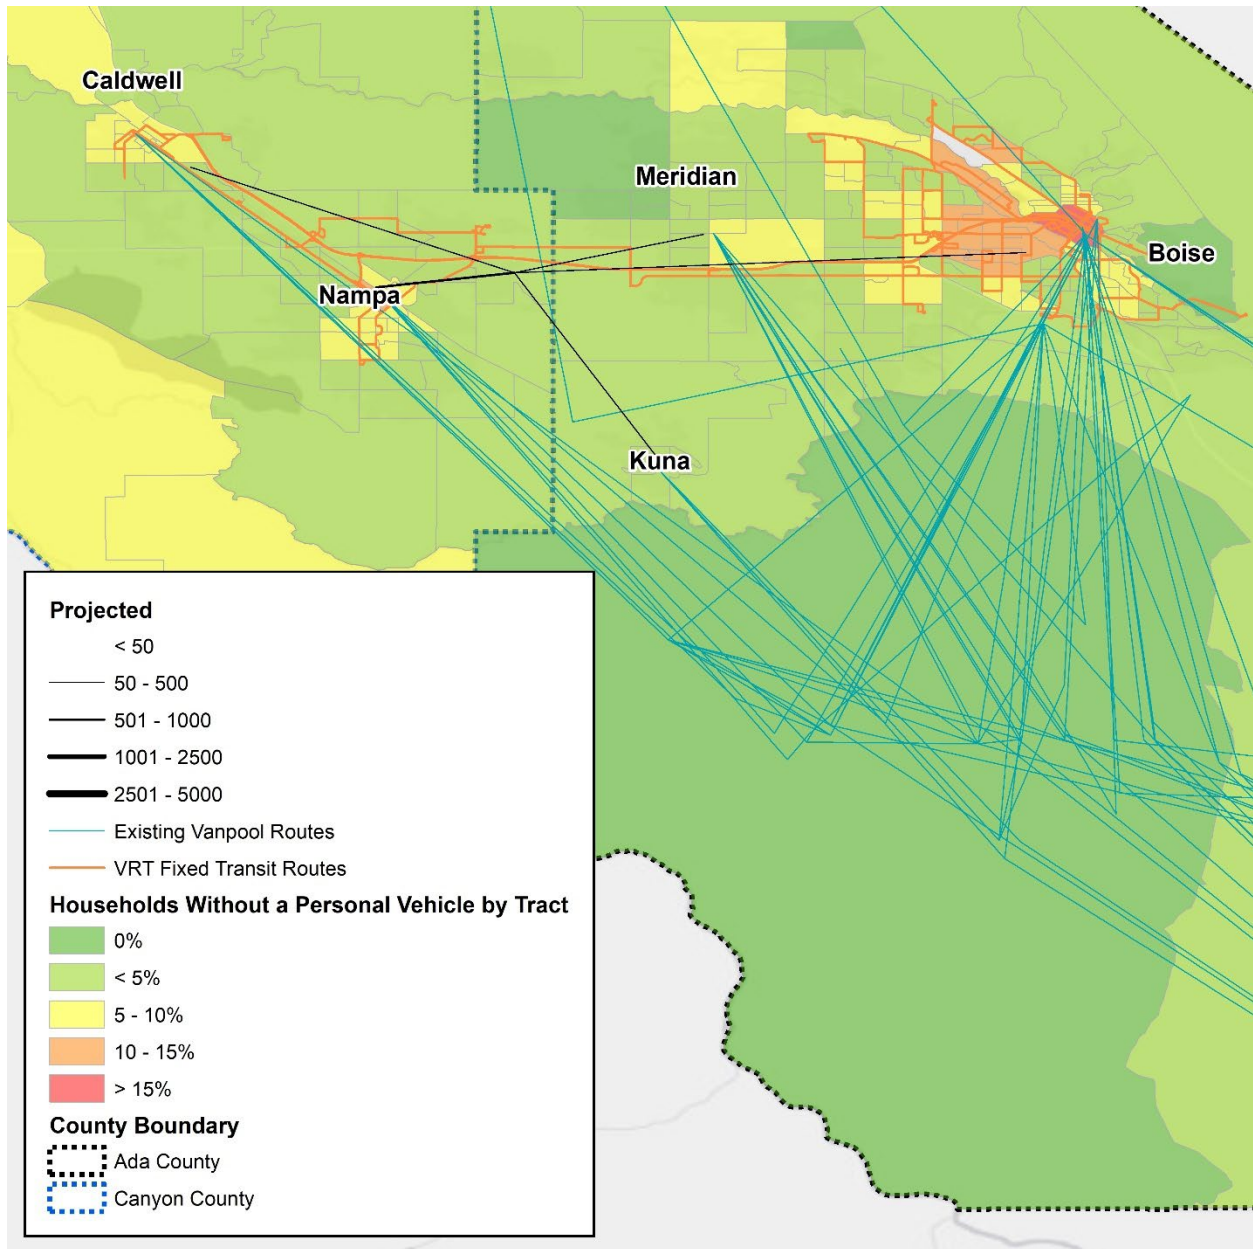 Caldwell
Meridian
Boise
Nampa
Kuna
Projected
< 50
50 - 500
501 - 1000
1001 - 2500
2501 - 5000
Existing Vanpool Routes
VRT Fixed Transit Routes
Households Without a Personal Vehicle by Tract
0%
< 5%
5 - 10%
10 - 15%
> 15%
County Boundary
Ada County
Canyon County